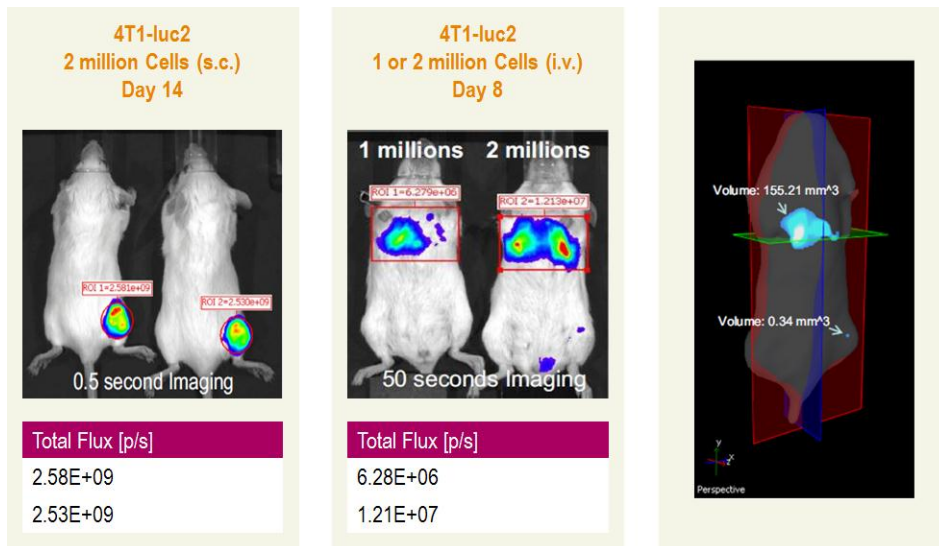 4T1-luc2
2 million Cells (s.c.)
Day 14
ROI 1=2.581e+09
ROI 2=2.530e+09
0.5 second Imaging
Total Flux [p/s]
2.58E+09
2.53E+09
4T1-luc2
1 or 2 million Cells (i.v.)
Day 8
1 millions 2 millions
ROI 1=6.279e+06
ROI 2=1.213e+07
50 seconds Imaging
Total Flux [p/s]
6.28E+06
1.21E+07
Volume: 155.21 mm^3
Volume: 0.34 mm^3
y
x
z
Perspective